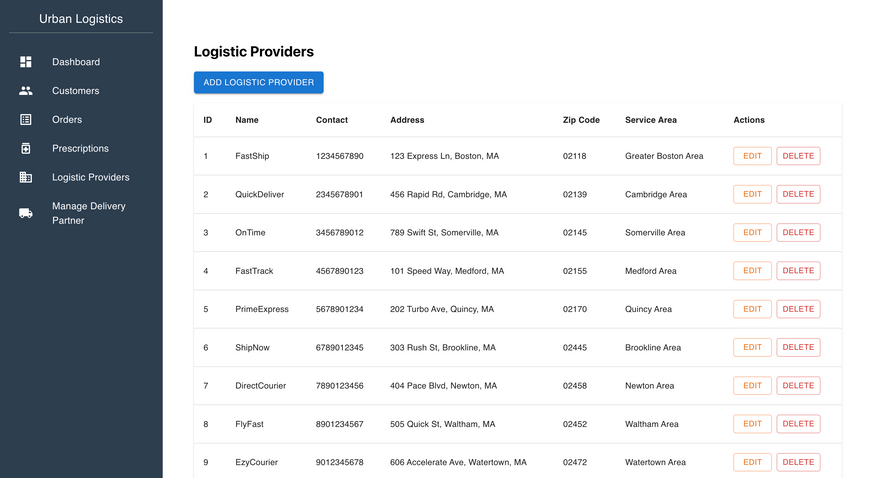 Urban Logistics
Dashboard
Customers
Orders
Prescriptions
Logistic Providers
Manage Delivery
Partner
Logistic Providers
ADD LOGISTIC PROVIDER
ID Name Contact Address Zip Code Service Area Actions
1 FastShip 1234567890 123 Express Ln, Boston, MA 02118 Greater Boston Area EDIT DELETE
2 QuickDeliver 2345678901 456 Rapid Rd, Cambridge, MA 02139 Cambridge Area EDIT DELETE
3 OnTime 3456789012 789 Swift St, Somerville, MA 02145 Somerville Area EDIT DELETE
4 FastTrack 4567890123 101 Speed Way, Medford, MA 02155 Medford Area EDIT DELETE
5 PrimeExpress 5678901234 202 Turbo Ave, Quincy, MA 02170 Quincy Area EDIT DELETE
6 ShipNow 6789012345 303 Rush St, Brookline, MA 02445 Brookline Area EDIT DELETE
7 DirectCourier 7890123456 404 Pace Blvd, Newton, MA 02458 Newton Area EDIT DELETE
8 FlyFast 8901234567 505 Quick St, Waltham, MA 02452 Waltham Area EDIT DELETE
9 EzyCourier 9012345678 606 Accelerate Ave, Watertown, MA 02472 Watertown Area EDIT DELETE